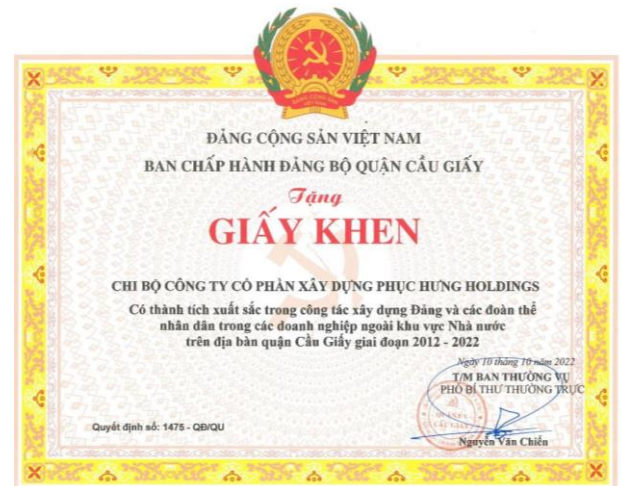 ĐẢNG CỘNG SẢN VIỆT NAM
BAN CHẤP HÀNH ĐẢNG BỘ QUẬN CẦU GIẤY
Tặng
GIẤY KHEN
CHI BỘ CÔNG TY CỔ PHẦN XÂY DỰNG PHỤC HƯNG HOLDINGS
Có thành tích xuất sắc trong công tác xây dựng Đảng và các đoàn thể
nhân dân trong các doanh nghiệp ngoài khu vực Nhà nước
trên địa bàn quận Cầu Giấy giai đoạn 2012 - 2022
Ngày 10 tháng 10 năm 2022
T/M BAN THƯỜNG VỤ
PHÓ BÍ THƯ THƯỜNG TRỰC
Quyết định số: 1475 - QĐ/QU
Nguyễn Văn Chiến